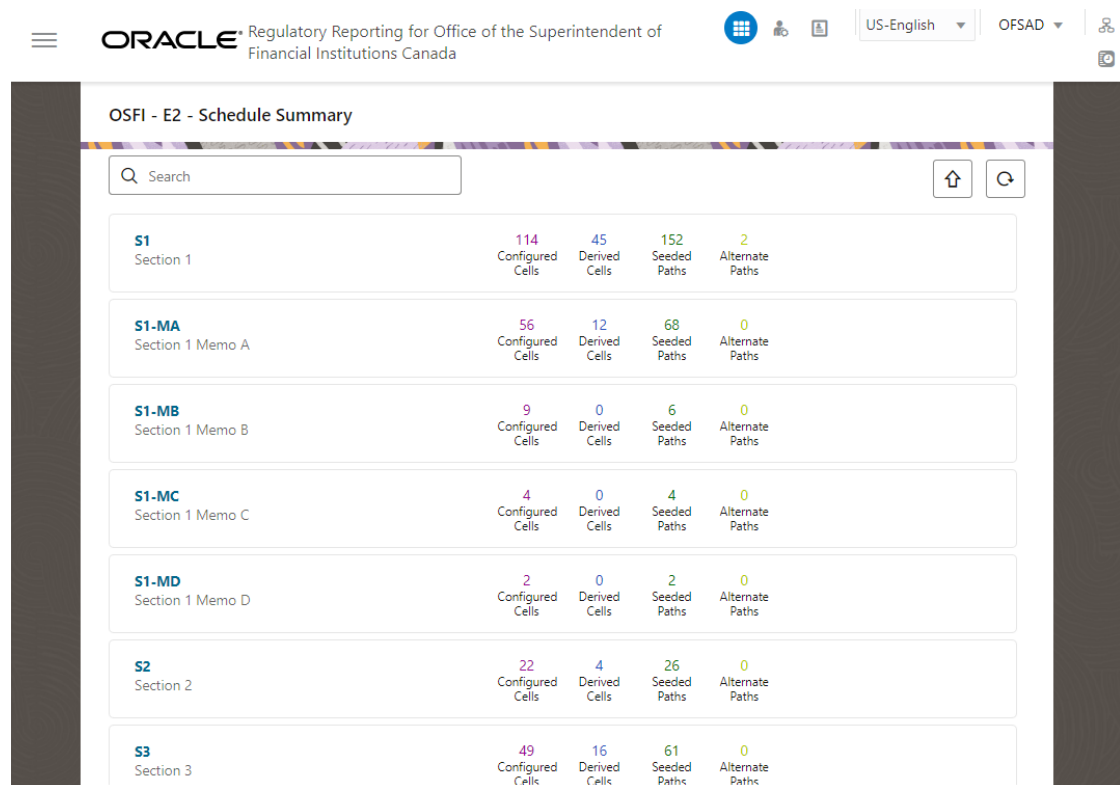 ORACLE® Regulatory Reporting for Office of the Superintendent of
Financial Institutions Canada
US-English
OFSAD
OSFI - E2 - Schedule Summary
Search
S1
Section 1
114 45 152 2
Configured Derived Seeded Alternate
Cells Cells Paths Paths
S1-MA
Section 1 Memo A
56 12 68 0
Configured Derived Seeded Alternate
Cells Cells Paths Paths
S1-MB
Section 1 Memo B
9 0 6 0
Configured Derived Seeded Alternate
Cells Cells Paths Paths
S1-MC
Section 1 Memo C
4 0 4 0
Configured Derived Seeded Alternate
Cells Cells Paths Paths
S1-MD
Section 1 Memo D
2 0 2 0
Configured Derived Seeded Alternate
Cells Cells Paths Paths
S2
Section 2
22 4 26 0
Configured Derived Seeded Alternate
Cells Cells Paths Paths
S3
Section 3
49 16 61 0
Configured Derived Seeded Alternate
Cells Cells Paths Paths